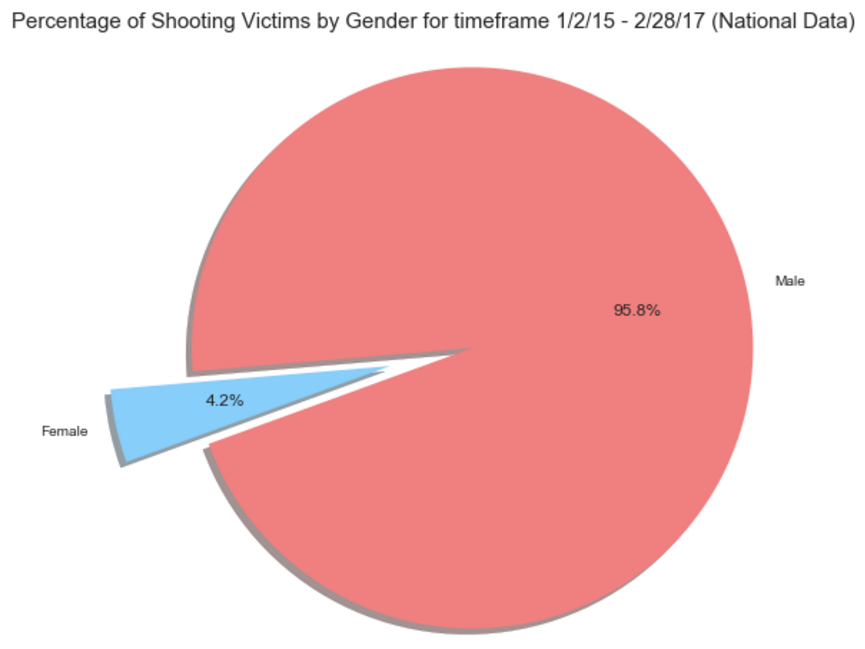 Percentage of Shooting Victims by Gender for timeframe 1/2/15 - 2/28/17 (National Data)
Male
95.8%
4.2%
Female